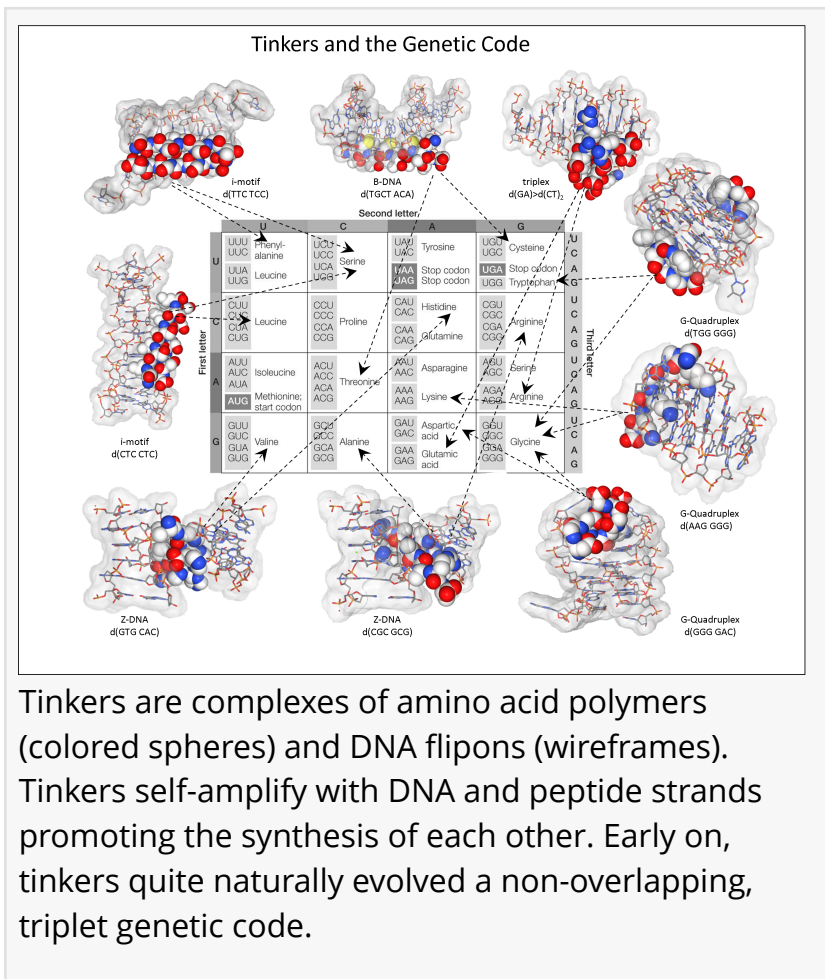 Tinkers and the Genetic Code
i-motif
d(TTC TCC)
B-DNA
d(TGCT ACA)
triplex
d(GA)>d(CT)₂
Second letter
U
C
A
G
First letter
Third letter
U
UUU
UUC
Phenyl-
alanine
UUA
UUG
Leucine
UCU
UCC
UCA
UCG
Serine
UAU
UAC
Tyrosine
UAA
Stop codon
UAG
Stop codon
UGU
UGC
Cysteine
UGA
Stop codon
UGG
Tryptophan
U
C
A
G
C
CUU
CUC
CUA
CUG
Leucine
CCU
CCC
CCA
CCG
Proline
CAU
CAC
Histidine
CAA
CAG
Glutamine
CGU
CGC
CGA
CGG
Arginine
U
C
A
G
A
AUU
AUC
AUA
Isoleucine
AUG
Methionine;
start codon
ACU
ACC
ACA
ACG
Threonine
AAU
AAC
Asparagine
AAA
AAG
Lysine
AGU
AGC
Serine
AGA
AGG
Arginine
U
C
A
G
G
GUU
GUC
GUA
GUG
Valine
GCU
GCC
GCA
GCG
Alanine
GAU
GAC
Aspartic
acid
GAA
GAG
Glutamic
acid
GGU
GGC
GGA
GGG
Glycine
U
C
A
G
G-Quadruplex
d(TGG GGG)
i-motif
d(CTC CTC)
G-Quadruplex
d(AAG GGG)
Z-DNA
d(GTG CAC)
Z-DNA
d(CGC GCG)
G-Quadruplex
d(GGG GAC)
Tinkers are complexes of amino acid polymers
(colored spheres) and DNA flipons (wireframes).
Tinkers self-amplify with DNA and peptide strands
promoting the synthesis of each other. Early on,
tinkers quite naturally evolved a non-overlapping,
triplet genetic code.